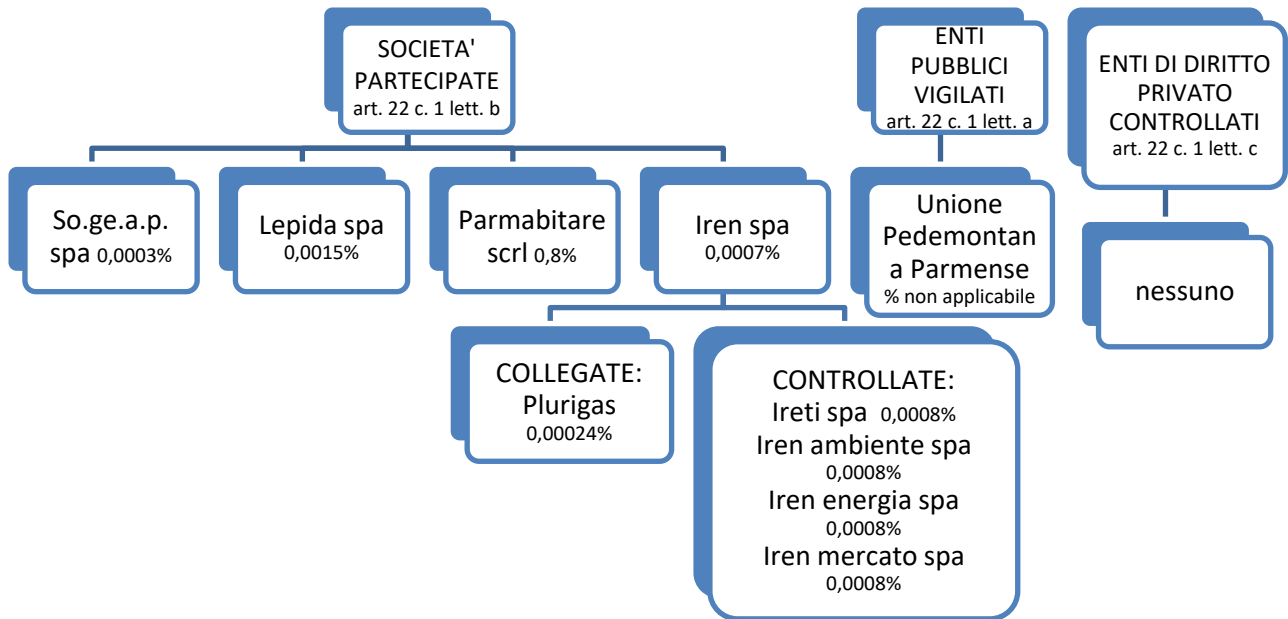 SOCIETA'
PARTECIPATE
art. 22 c. 1 lett. b
ENTI
PUBBLICI
VIGILATI
art. 22 c. 1 lett. a
ENTI DI DIRITTO
PRIVATO
CONTROLLATI
art. 22 c. 1 lett. c
So.ge.a.p.
spa 0,0003%
Lepida spa
0,0015%
Parmabitare
scrl 0,8%
Iren spa
0,0007%
Unione
Pedemontan
a Parmense
% non applicabile
nessuno
COLLEGATE:
Plurigas
0,00024%
CONTROLLATE:
Ireti spa 0,0008%
Iren ambiente spa
0,0008%
Iren energia spa
0,0008%
Iren mercato spa
0,0008%